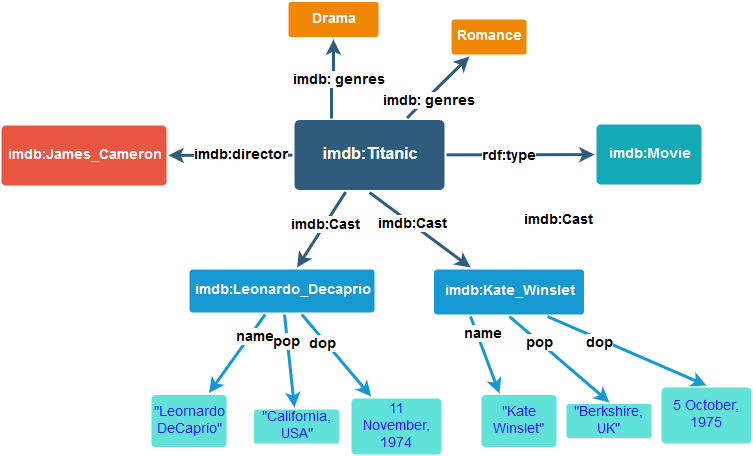 Drama
Romance
imdb: genres
imdb: genres
imdb:James_Cameron
imdb:director
imdb:Titanic
rdf:type
imdb:Movie
imdb:Cast
imdb:Cast
imdb:Cast
imdb:Leonardo_Decaprio
imdb:Kate_Winslet
name
pop
dop
name
pop
dop
"Leornardo
DeCaprio"
"California,
USA"
11
November,
1974
"Kate
Winslet"
"Berkshire,
UK"
5 October,
1975